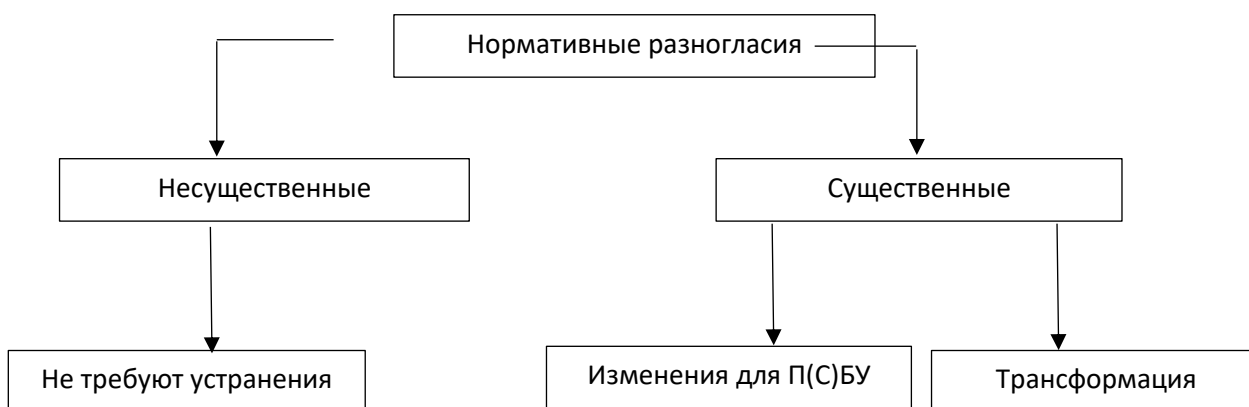 Нормативные разногласия
Несущественные
Существенные
Не требуют устранения
Изменения для П(С)БУ
Трансформация